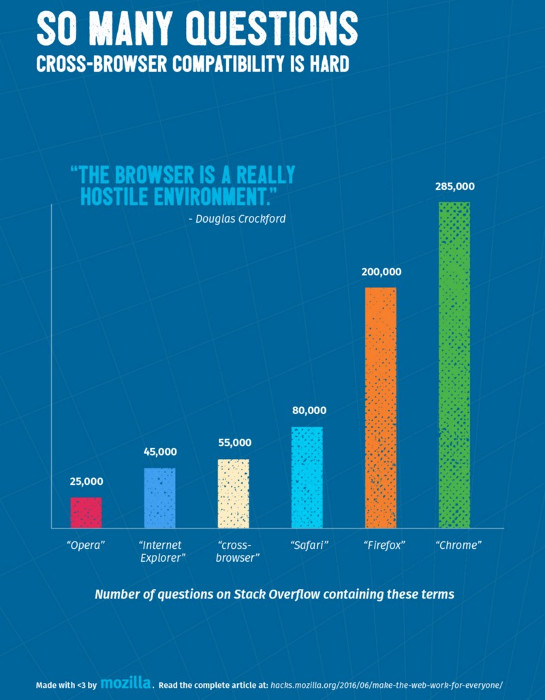 SO MANY QUESTIONS
CROSS-BROWSER COMPATIBILITY IS HARD
“THE BROWSER IS A REALLY
HOSTILE ENVIRONMENT.”
- Douglas Crockford
285,000
200,000
80,000
55,000
45,000
25,000
“Opera”
“Internet
Explorer”
“cross-
browser”
“Safari”
“Firefox”
“Chrome”
Number of questions on Stack Overflow containing these terms
Made with <3 by mozilla. Read the complete article at: hacks.mozilla.org/2016/06/make-the-web-work-for-everyone/